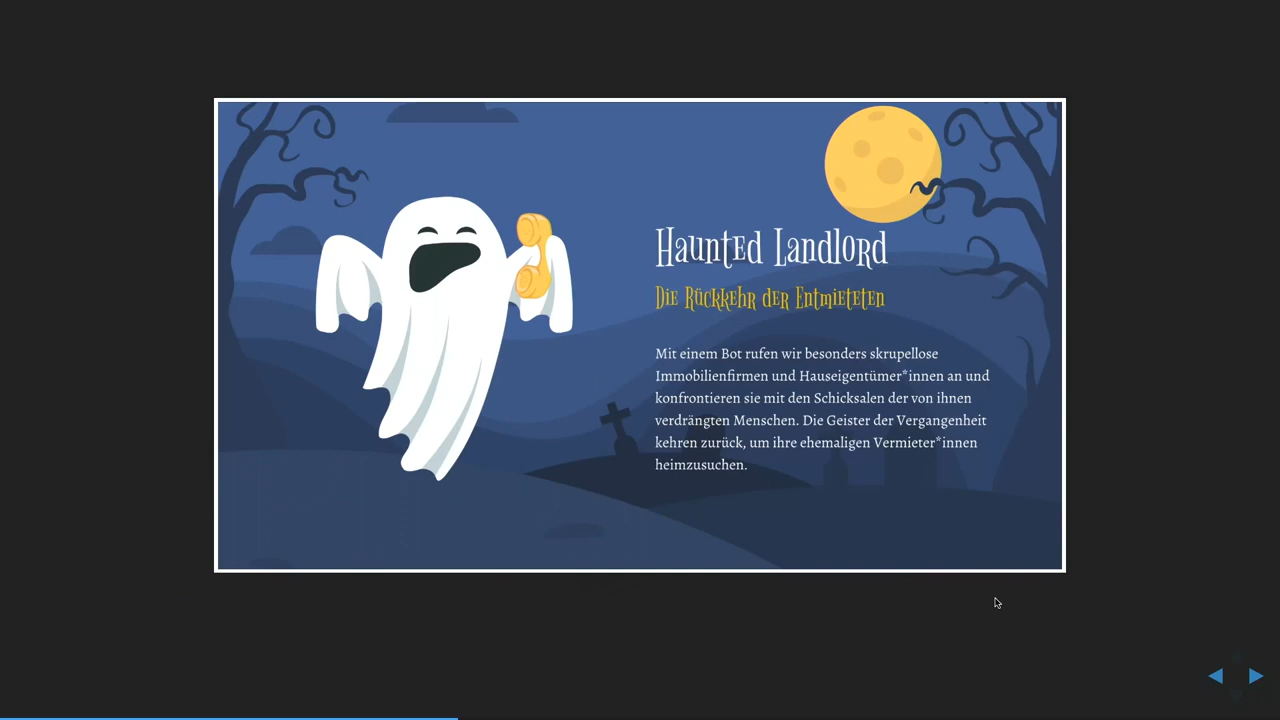 Haunted Landlord
Die Rückkehr der Entmieteten
Mit einem Bot rufen wir besonders skrupellose
Immobilienfirmen und Hauseigentümer*innen an und
konfrontieren sie mit den Schicksalen der von ihnen
verdrängten Menschen. Die Geister der Vergangenheit
kehren zurück, um ihre ehemaligen Vermieter*innen
heimzusuchen.